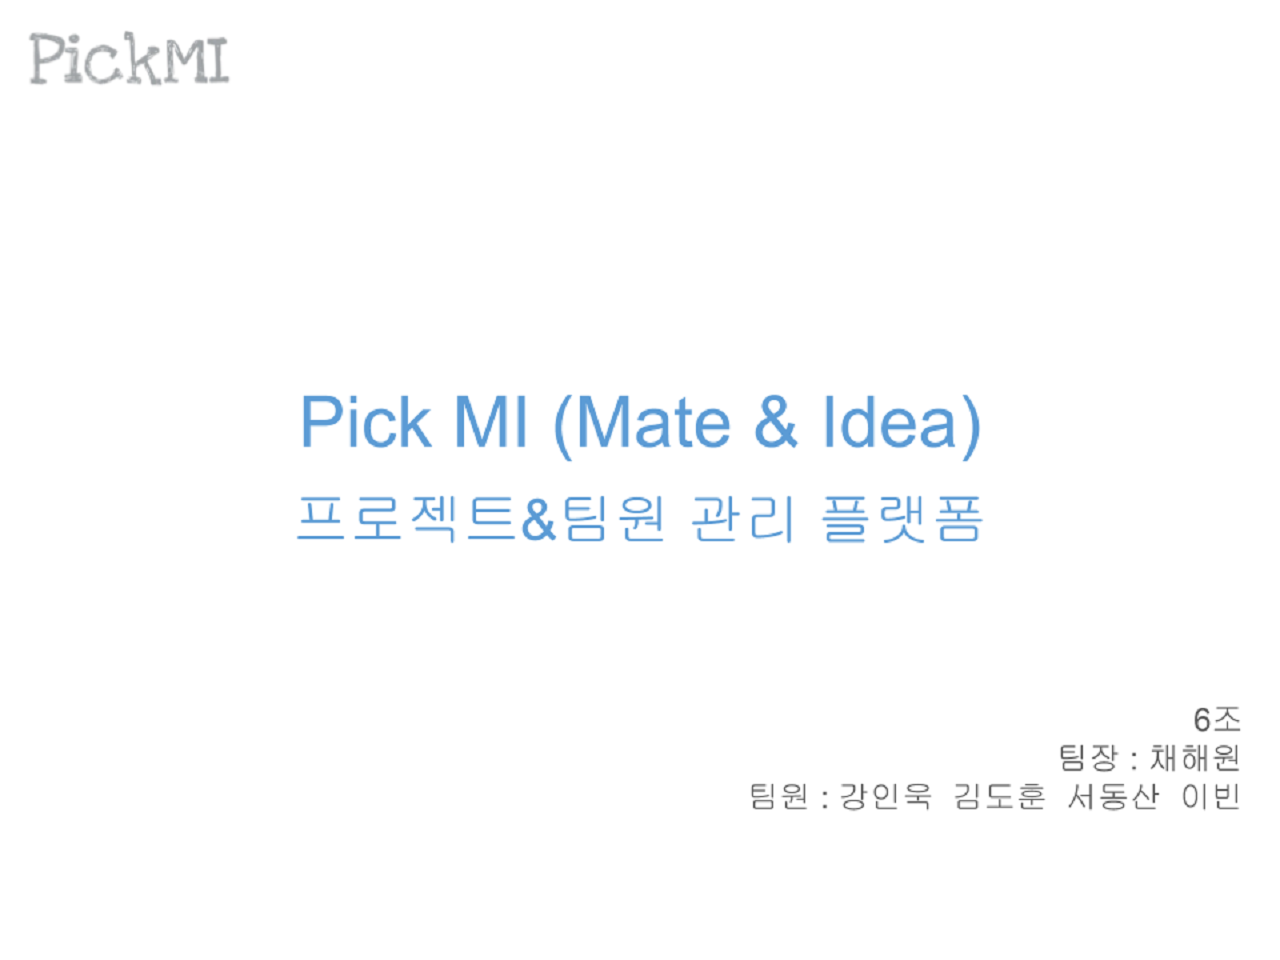 PickMI
Pick MI (Mate & Idea)
프로젝트&팀원 관리 플랫폼
6조
팀장 : 채해원
팀원 : 강인욱 김도훈 서동산 이빈